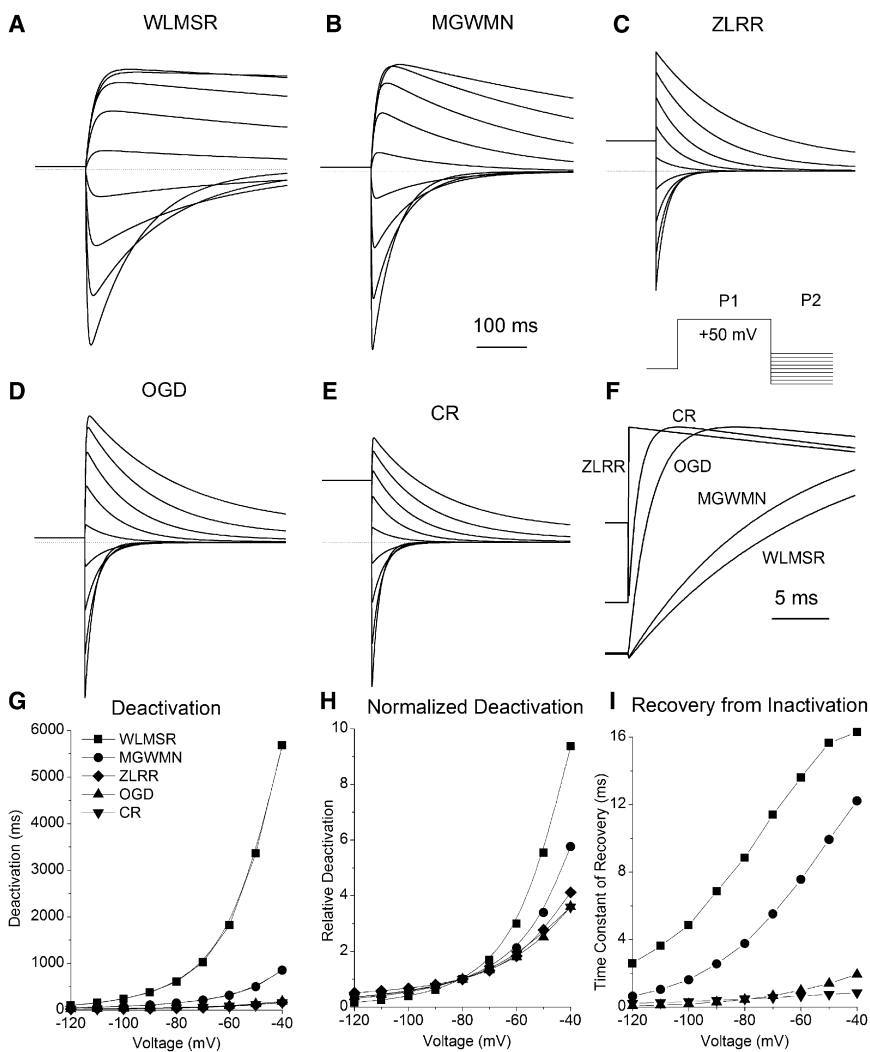 A WLMSR
B MGWMN
C ZLRR
100 ms
P1 P2
+50 mV
D OGD
E CR
F
CR
ZLRR
OGD
MGWMN
WLMSR
5 ms
G Deactivation
6000
5000
4000
3000
2000
1000
0
-120 -100 -80 -60 -40
Deactivation (ms)
Voltage (mV)
WLMSR
MGWMN
ZLRR
OGD
CR
H Normalized Deactivation
10
8
6
4
2
0
-120 -100 -80 -60 -40
Relative Deactivation
Voltage (mV)
I Recovery from Inactivation
16
12
8
4
0
-120 -100 -80 -60 -40
Time Constant of Recovery (ms)
Voltage (mV)